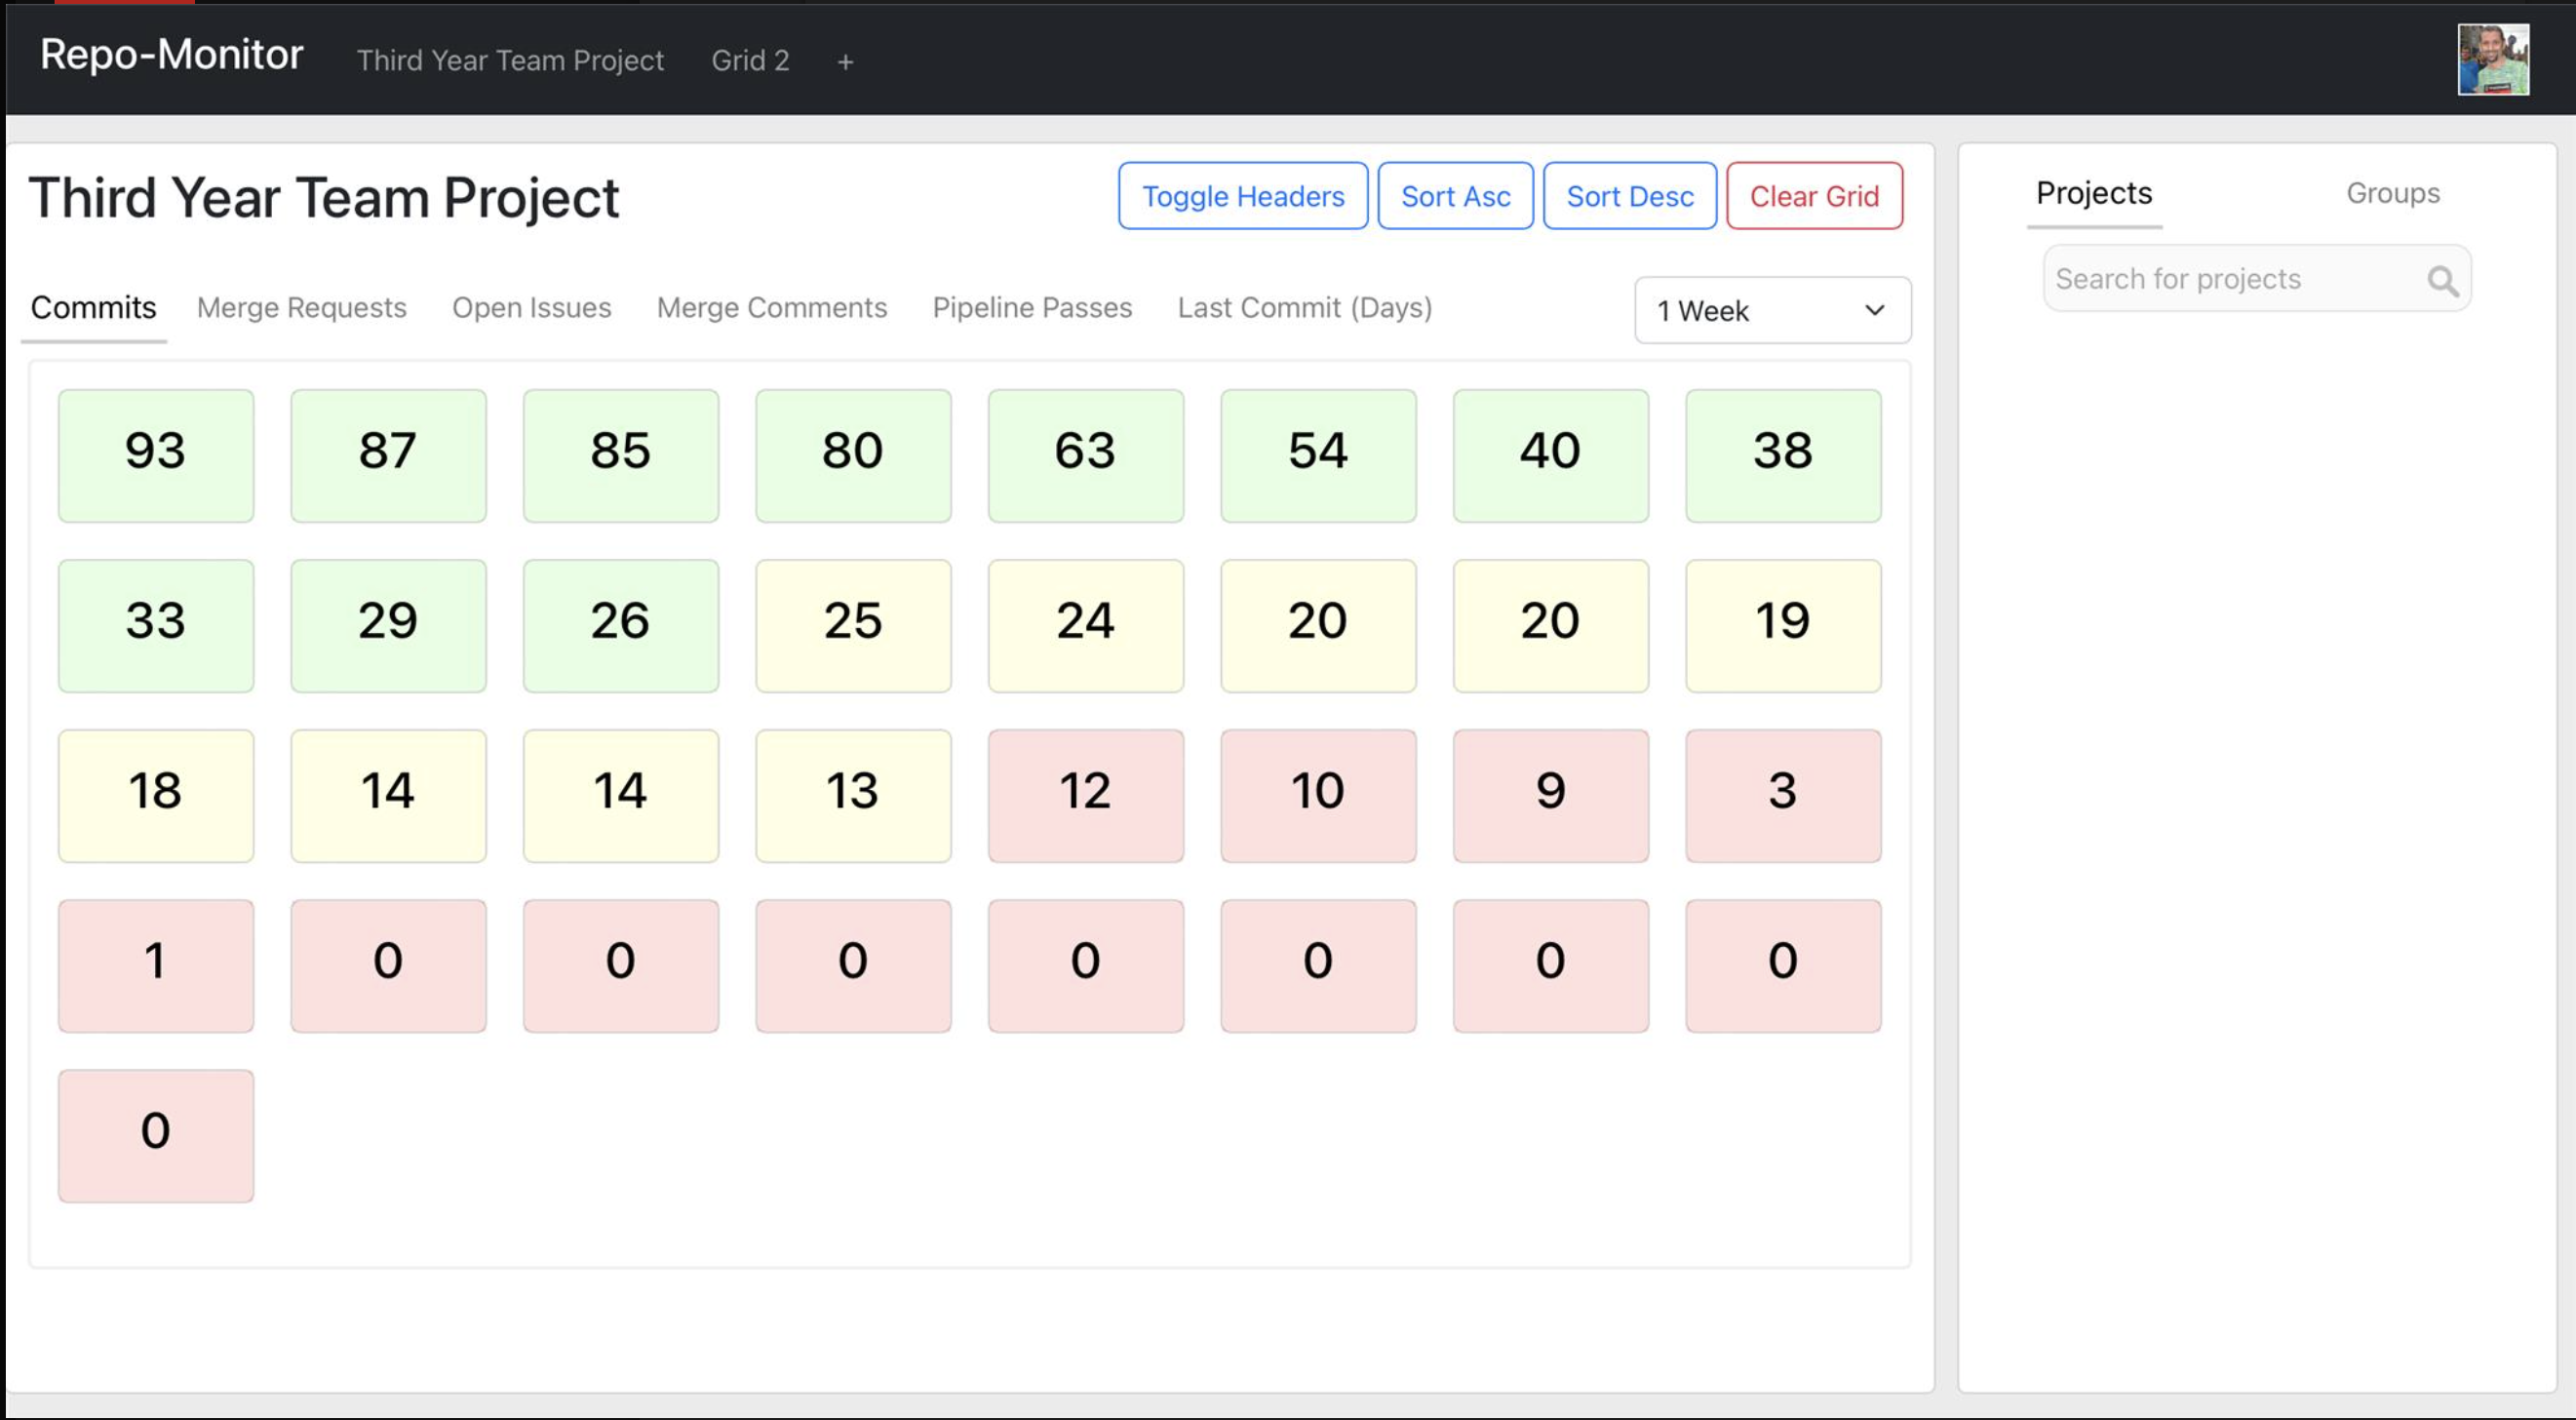 Repo-Monitor Third Year Team Project Grid 2 +
Third Year Team Project
Toggle Headers Sort Asc Sort Desc Clear Grid
Commits Merge Requests Open Issues Merge Comments Pipeline Passes Last Commit (Days) 1 Week
93 87 85 80 63 54 40 38
33 29 26 25 24 20 20 19
18 14 14 13 12 10 9 3
1 0 0 0 0 0 0 0
0
Projects Groups
Search for projects